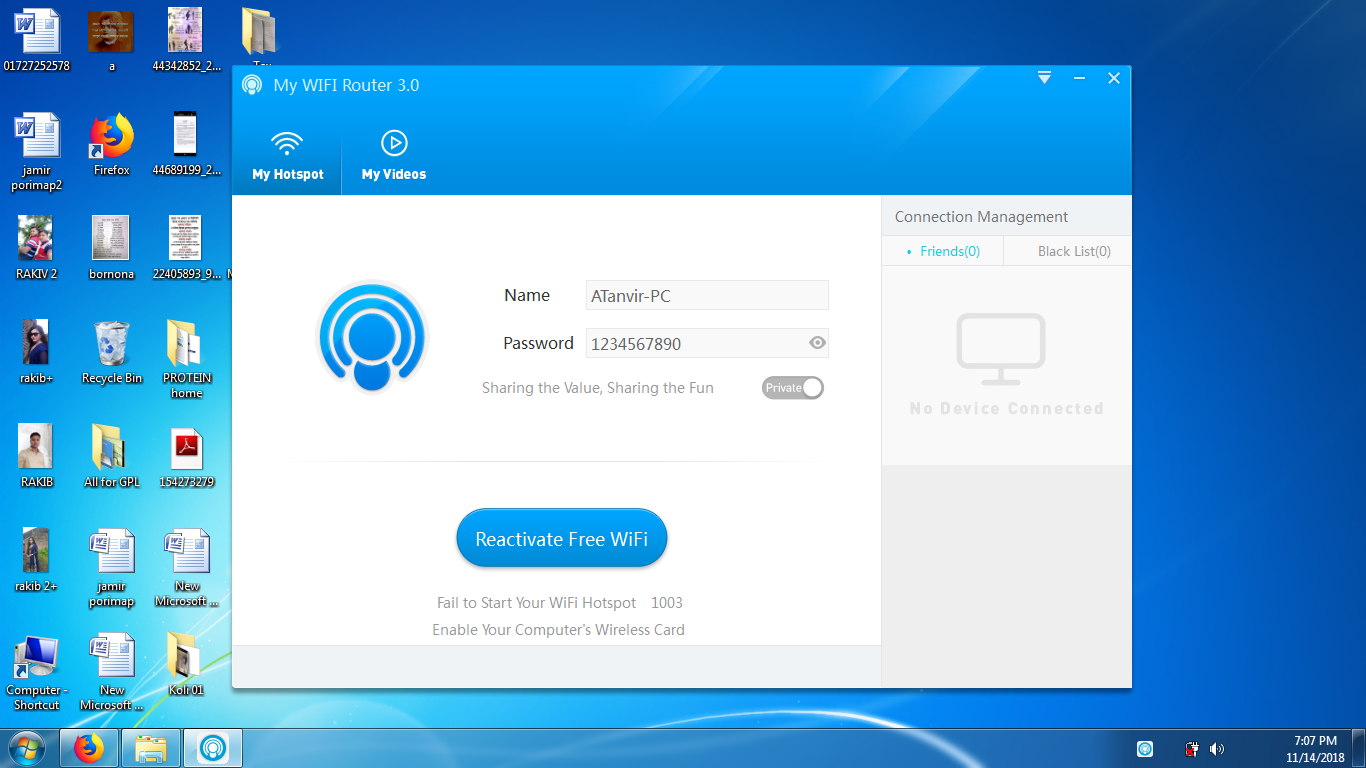 01727252578
a
44342852_2...
My WIFI Router 3.0
My Hotspot
My Videos
jamir
porimap2
Firefox
44689199_2...
RAKIV 2
bornona
22405893_9...
rakib+
Recycle Bin
PROTEIN
home
RAKIB
All for GPL
154273279
rakib 2+
jamir
porimap
New
Microsoft ...
Computer -
Shortcut
New
Microsoft ...
Koli 01
Name
ATanvir-PC
Password
1234567890
Sharing the Value, Sharing the Fun
Private
Reactivate Free WiFi
Fail to Start Your WiFi Hotspot 1003
Enable Your Computer's Wireless Card
Connection Management
• Friends(0)
Black List(0)
No Device Connected
7:07 PM
11/14/2018